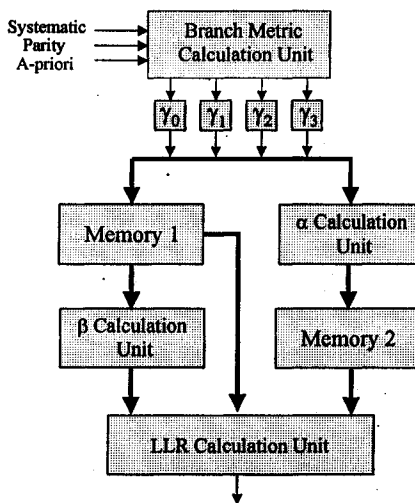 Systematic
Parity
A-priori
Branch Metric
Calculation Unit
γ0 γ1 γ2 γ3
Memory 1
α Calculation
Unit
β Calculation
Unit
Memory 2
LLR Calculation Unit